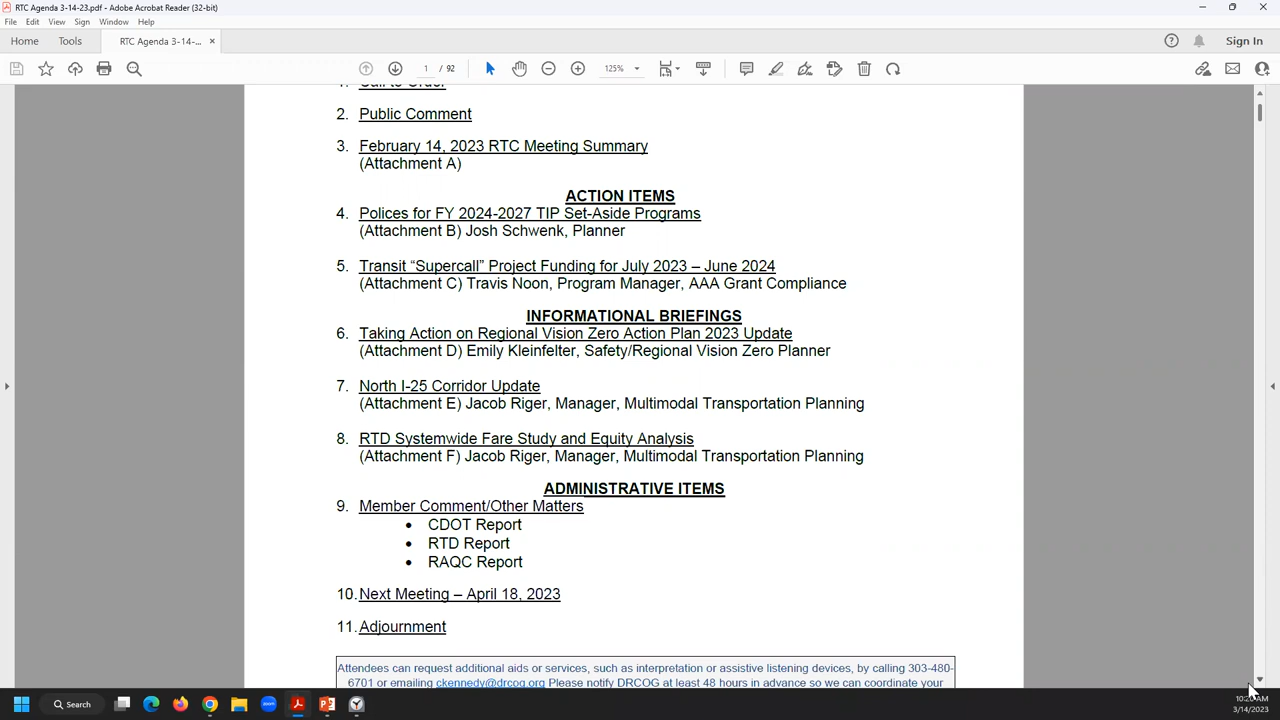 RTC Agenda 3-14-23.pdf - Adobe Acrobat Reader (32-bit)
File Edit View Sign Window Help
Home Tools RTC Agenda 3-14-... × Sign In
1 / 92 125%
1. Call to Order
2. Public Comment
3. February 14, 2023 RTC Meeting Summary
(Attachment A)
ACTION ITEMS
4. Polices for FY 2024-2027 TIP Set-Aside Programs
(Attachment B) Josh Schwenk, Planner
5. Transit “Supercall” Project Funding for July 2023 – June 2024
(Attachment C) Travis Noon, Program Manager, AAA Grant Compliance
INFORMATIONAL BRIEFINGS
6. Taking Action on Regional Vision Zero Action Plan 2023 Update
(Attachment D) Emily Kleinfelter, Safety/Regional Vision Zero Planner
7. North I-25 Corridor Update
(Attachment E) Jacob Riger, Manager, Multimodal Transportation Planning
8. RTD Systemwide Fare Study and Equity Analysis
(Attachment F) Jacob Riger, Manager, Multimodal Transportation Planning
ADMINISTRATIVE ITEMS
9. Member Comment/Other Matters
• CDOT Report
• RTD Report
• RAQC Report
10. Next Meeting – April 18, 2023
11. Adjournment
Attendees can request additional aids or services, such as interpretation or assistive listening devices, by calling 303-480-
6701 or emailing ckennedy@drcog.org Please notify DRCOG at least 48 hours in advance so we can coordinate your
Search
10:20 AM
3/14/2023